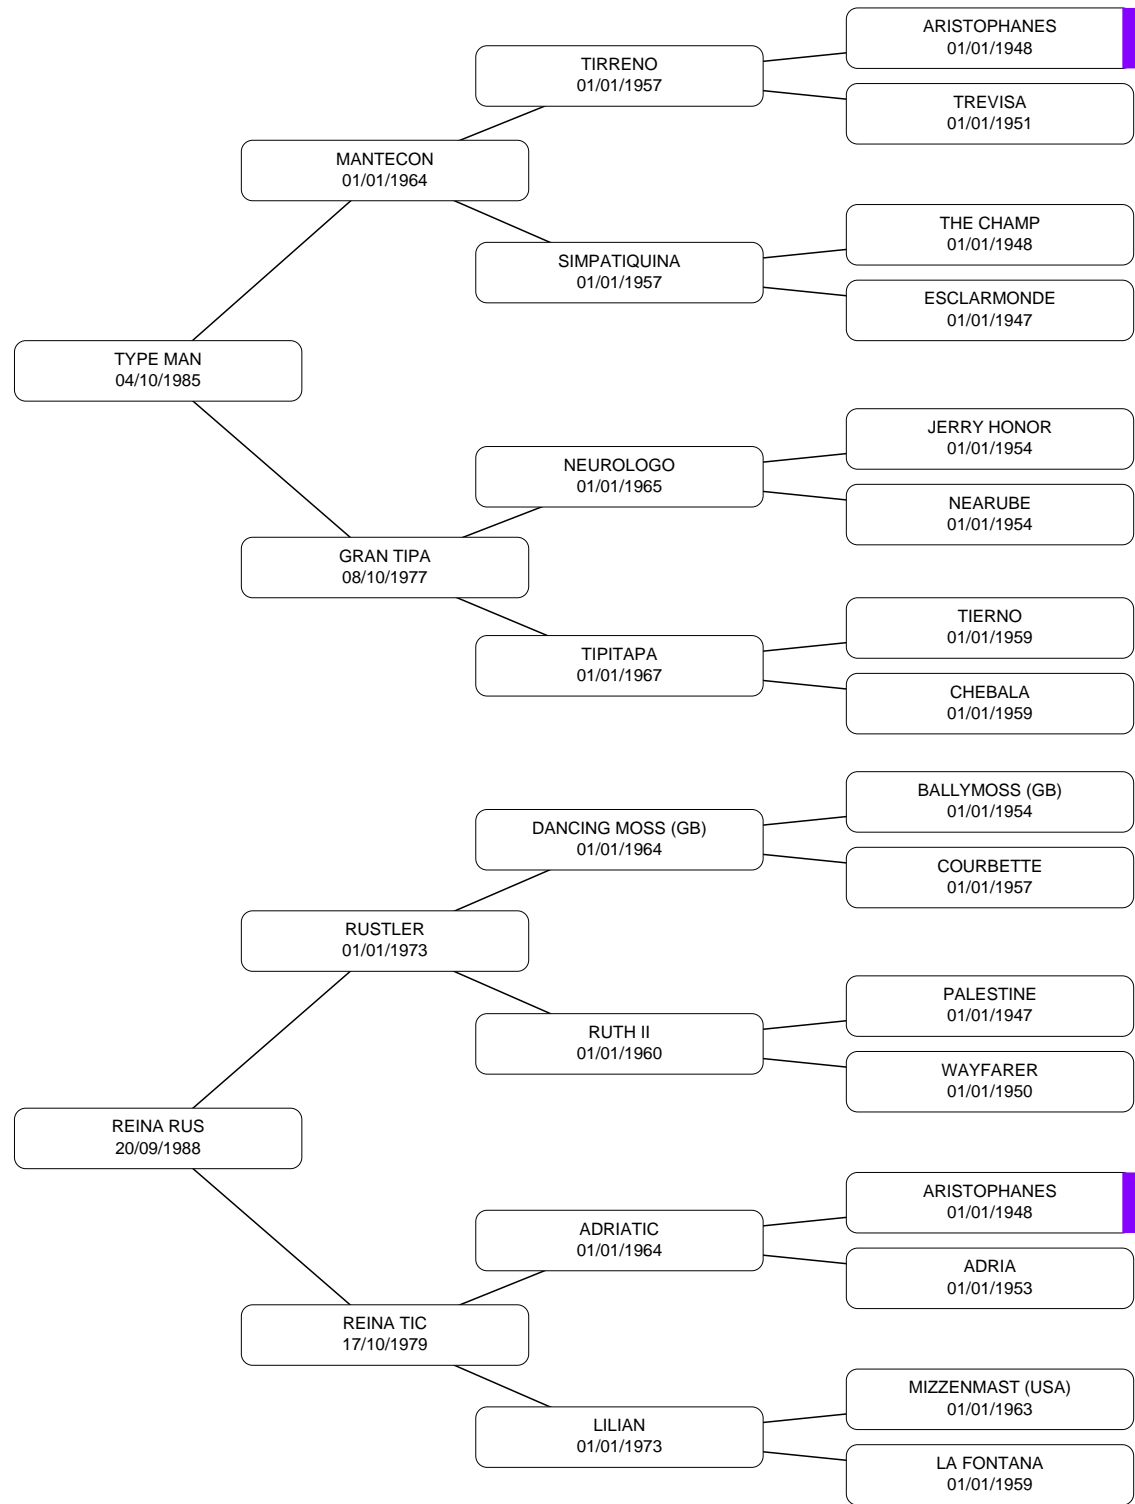 ARISTOPHANES
01/01/1948
TIRRENO
01/01/1957
TREVISA
01/01/1951
MANTECON
01/01/1964
THE CHAMP
01/01/1948
SIMPATIQUINA
01/01/1957
ESCLARMONDE
01/01/1947
TYPE MAN
04/10/1985
JERRY HONOR
01/01/1954
NEUROLOGO
01/01/1965
NEARUBE
01/01/1954
GRAN TIPA
08/10/1977
TIERNO
01/01/1959
TIPITAPA
01/01/1967
CHEBALA
01/01/1959
BALLYMOSS (GB)
01/01/1954
DANCING MOSS (GB)
01/01/1964
COURBETTE
01/01/1957
RUSTLER
01/01/1973
PALESTINE
01/01/1947
RUTH II
01/01/1960
WAYFARER
01/01/1950
REINA RUS
20/09/1988
ARISTOPHANES
01/01/1948
ADRIATIC
01/01/1964
ADRIA
01/01/1953
REINA TIC
17/10/1979
MIZZENMAST (USA)
01/01/1963
LILIAN
01/01/1973
LA FONTANA
01/01/1959